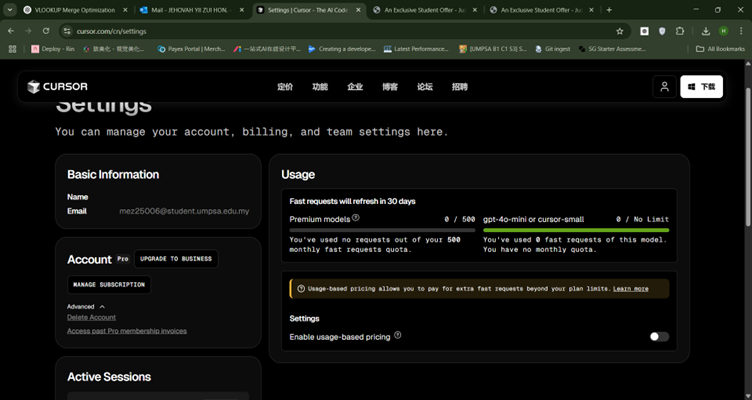 VLOOKUP Merge Optimization
Mail - JEHOVAH YII ZUI HON -
Settings | Cursor - The AI Code
An Exclusive Student Offer - Ju
An Exclusive Student Offer - Ju
cursor.com/cn/settings
Deploy - Rin
Payex Portal | Merch...
一站式AI在线设计平...
Creating a develope...
Latest Performance...
[UMPSA B1 C1 S3] S...
Git ingest
SG Starter Assessme...
All Bookmarks
CURSOR
定价
功能
企业
博客
论坛
招聘
下载
Settings
You can manage your account, billing, and team settings here.
Basic Information
Name
Email mez25006@student.umpsa.edu.my
Account Pro UPGRADE TO BUSINESS
MANAGE SUBSCRIPTION
Advanced
Delete Account
Access past Pro membership invoices
Active Sessions
Usage
Fast requests will refresh in 30 days
Premium models 0 / 500
You've used no requests out of your 500
monthly fast requests quota.
gpt-4o-mini or cursor-small 0 / No Limit
You've used 0 fast requests of this model.
You have no monthly quota.
Usage-based pricing allows you to pay for extra fast requests beyond your plan limits. Learn more
Settings
Enable usage-based pricing